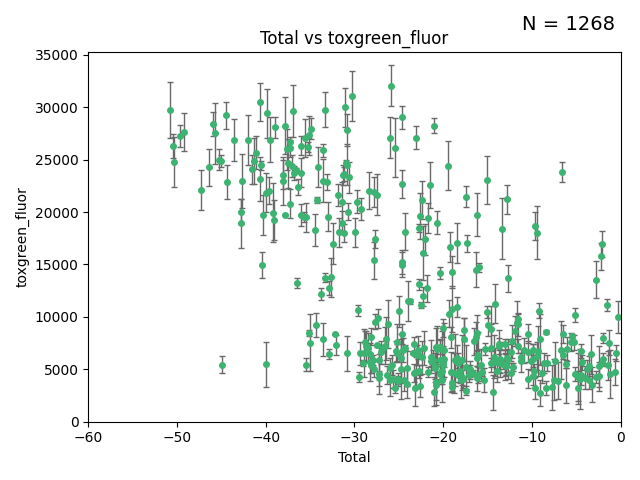 N = 1268
Total vs toxgreen_fluor
toxgreen_fluor
35000
30000
25000
20000
15000
10000
5000
0
−60 −50 −40 −30 −20 −10 0
Total